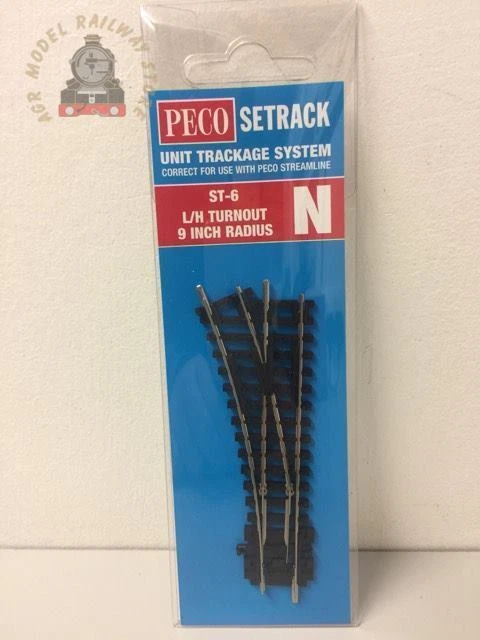 AGR MODEL RAILWAY STORE
PECO SETRACK
UNIT TRACKAGE SYSTEM
CORRECT FOR USE WITH PECO STREAMLINE
ST-6
L/H TURNOUT
9 INCH RADIUS
N